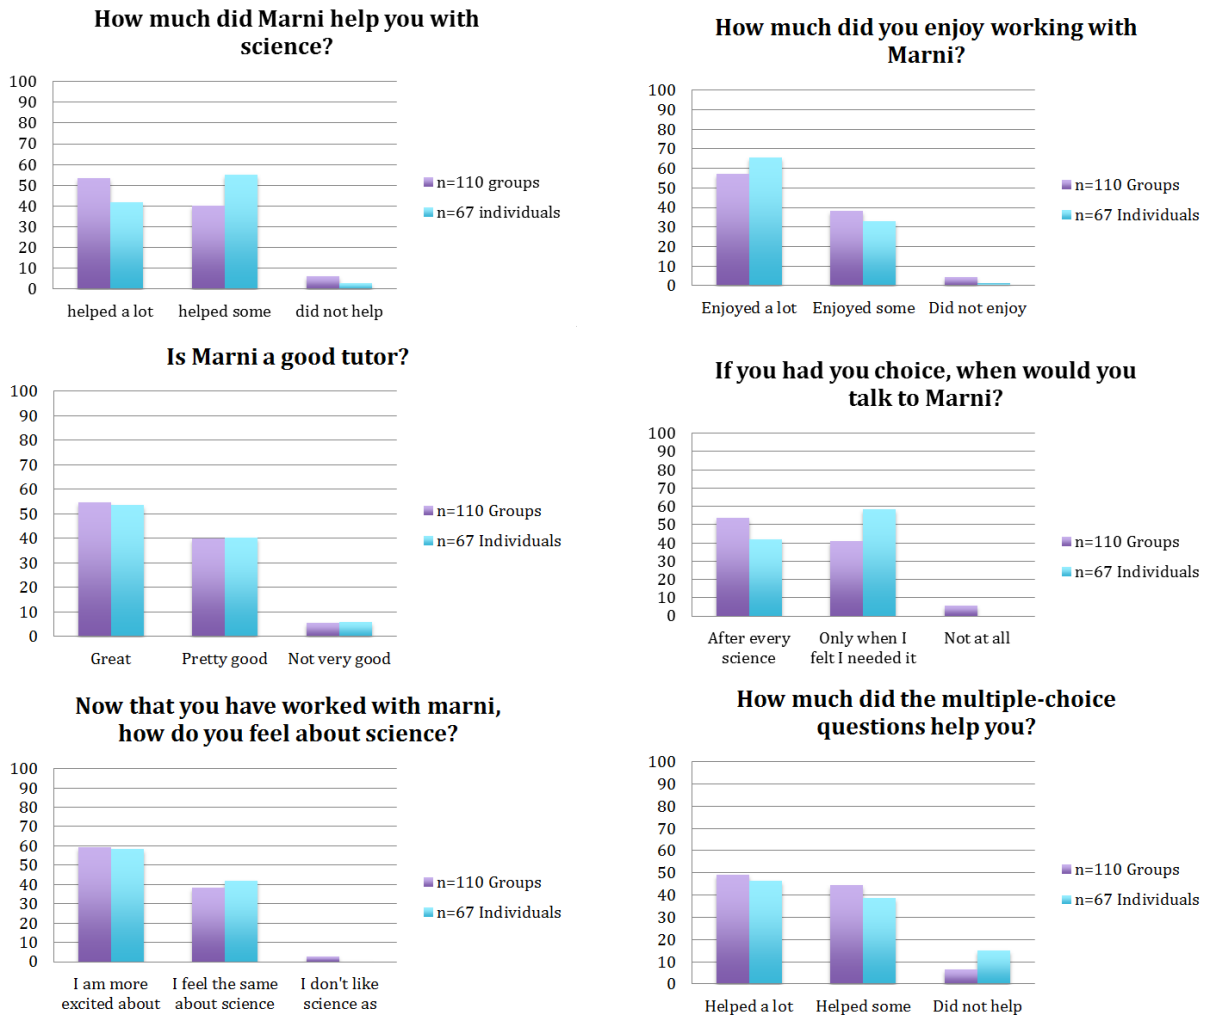 How much did Marni help you with
science?
100
90
80
70
60
50
40
30
20
10
0
helped a lot
helped some
did not help
n=110 groups
n=67 individuals
How much did you enjoy working with
Marni?
100
90
80
70
60
50
40
30
20
10
0
Enjoyed a lot
Enjoyed some
Did not enjoy
n=110 Groups
n=67 Individuals
Is Marni a good tutor?
100
90
80
70
60
50
40
30
20
10
0
Great
Pretty good
Not very good
n=110 Groups
n=67 Individuals
If you had you choice, when would you
talk to Marni?
100
90
80
70
60
50
40
30
20
10
0
After every
science
Only when I
felt I needed it
Not at all
n=110 Groups
n=67 Individuals
Now that you have worked with marni,
how do you feel about science?
100
90
80
70
60
50
40
30
20
10
0
I am more
excited about
I feel the same
about science
I don't like
science as
n=110 Groups
n=67 Individuals
How much did the multiple-choice
questions help you?
100
90
80
70
60
50
40
30
20
10
0
Helped a lot
Helped some
Did not help
n=110 Groups
n=67 Individuals